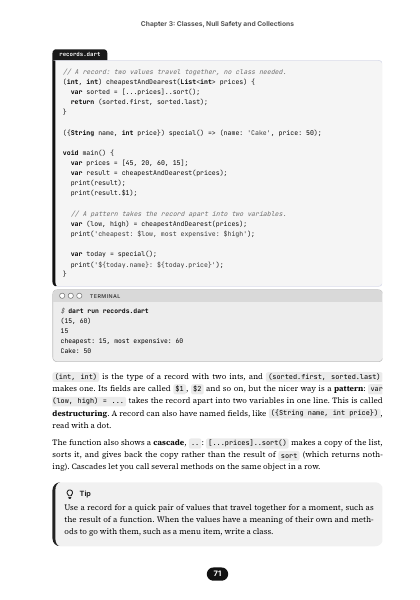 Chapter 3: Classes, Null Safety and Collections
records.dart
// A record: two values travel together, no class needed.
(int, int) cheapestAndDearest(List<int> prices) {
  var sorted = [...prices]..sort();
  return (sorted.first, sorted.last);
}

({String name, int price}) special() => (name: 'Cake', price: 50);

void main() {
  var prices = [45, 20, 60, 15];
  var result = cheapestAndDearest(prices);
  print(result);
  print(result.$1);

  // A pattern takes the record apart into two variables.
  var (low, high) = cheapestAndDearest(prices);
  print('cheapest: $low, most expensive: $high');

  var today = special();
  print('${today.name}: ${today.price}');
}
TERMINAL
$ dart run records.dart
(15, 60)
15
cheapest: 15, most expensive: 60
Cake: 50
(int, int) is the type of a record with two ints, and (sorted.first, sorted.last)
makes one. Its fields are called $1, $2 and so on, but the nicer way is a pattern: var
(low, high) = ... takes the record apart into two variables in one line. This is called
destructuring. A record can also have named fields, like ({String name, int price}),
read with a dot.
The function also shows a cascade, ..: [...prices]..sort() makes a copy of the list,
sorts it, and gives back the copy rather than the result of sort (which returns noth-
ing). Cascades let you call several methods on the same object in a row.
Tip
Use a record for a quick pair of values that travel together for a moment, such as
the result of a function. When the values have a meaning of their own and meth-
ods to go with them, such as a menu item, write a class.
71